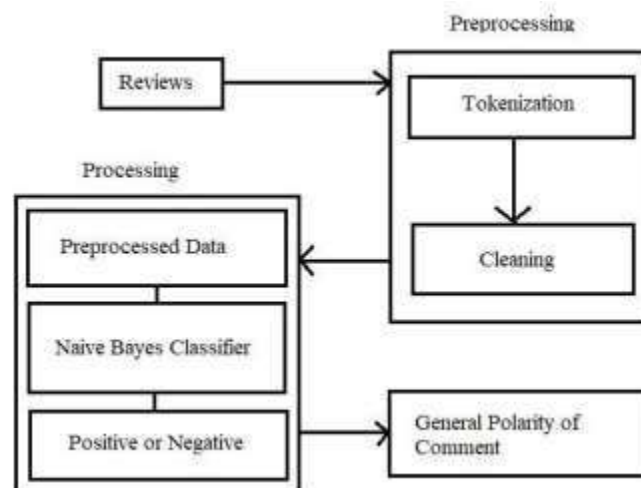 Preprocessing
Reviews
Tokenization
Cleaning
Processing
Preprocessed Data
Naive Bayes Classifier
Positive or Negative
General Polarity of
Comment